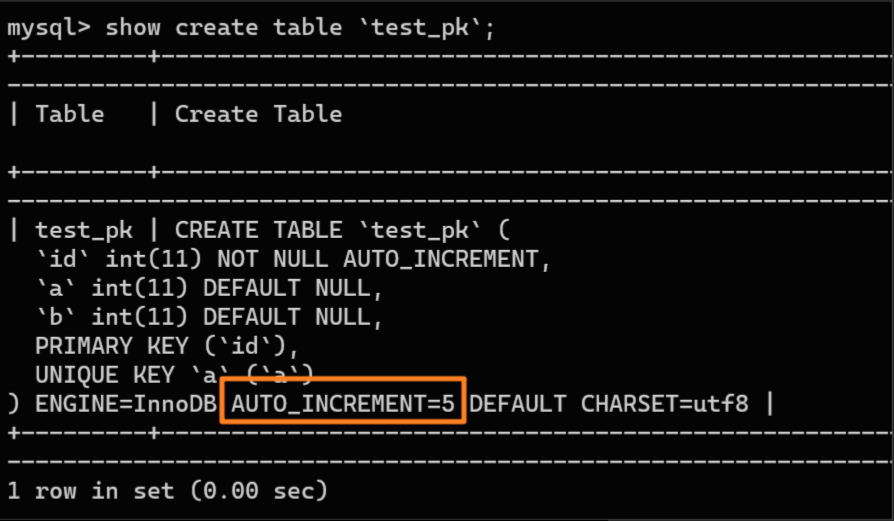 mysql> show create table `test_pk`;
+---------+----------------------------------------------------
---------------------------------------------------------------
| Table   | Create Table
+---------+----------------------------------------------------
---------------------------------------------------------------
| test_pk | CREATE TABLE `test_pk` (
  `id` int(11) NOT NULL AUTO_INCREMENT,
  `a` int(11) DEFAULT NULL,
  `b` int(11) DEFAULT NULL,
  PRIMARY KEY (`id`),
  UNIQUE KEY `a` (`a`)
) ENGINE=InnoDB AUTO_INCREMENT=5 DEFAULT CHARSET=utf8 |
+---------+----------------------------------------------------
---------------------------------------------------------------
1 row in set (0.00 sec)